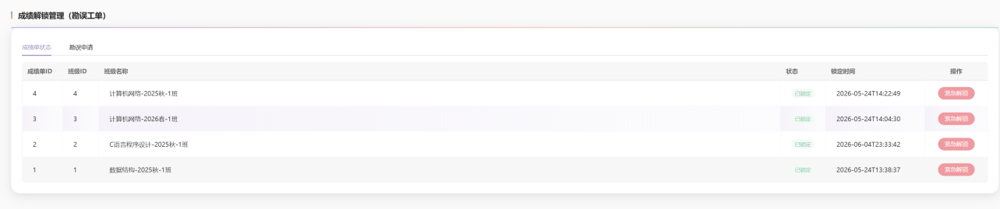 成绩解锁管理（勘误工单）
成绩单状态 勘误申请
成绩单ID 班级ID 班级名称 状态 锁定时间 操作
4 4 计算机网络-2025秋-1班 已锁定 2026-05-24T14:22:49 紧急解锁
3 3 计算机网络-2026春-1班 已锁定 2026-05-24T14:04:30 紧急解锁
2 2 C语言程序设计-2025秋-1班 已锁定 2026-06-04T23:33:42 紧急解锁
1 1 数据结构-2025秋-1班 已锁定 2026-05-24T13:38:37 紧急解锁